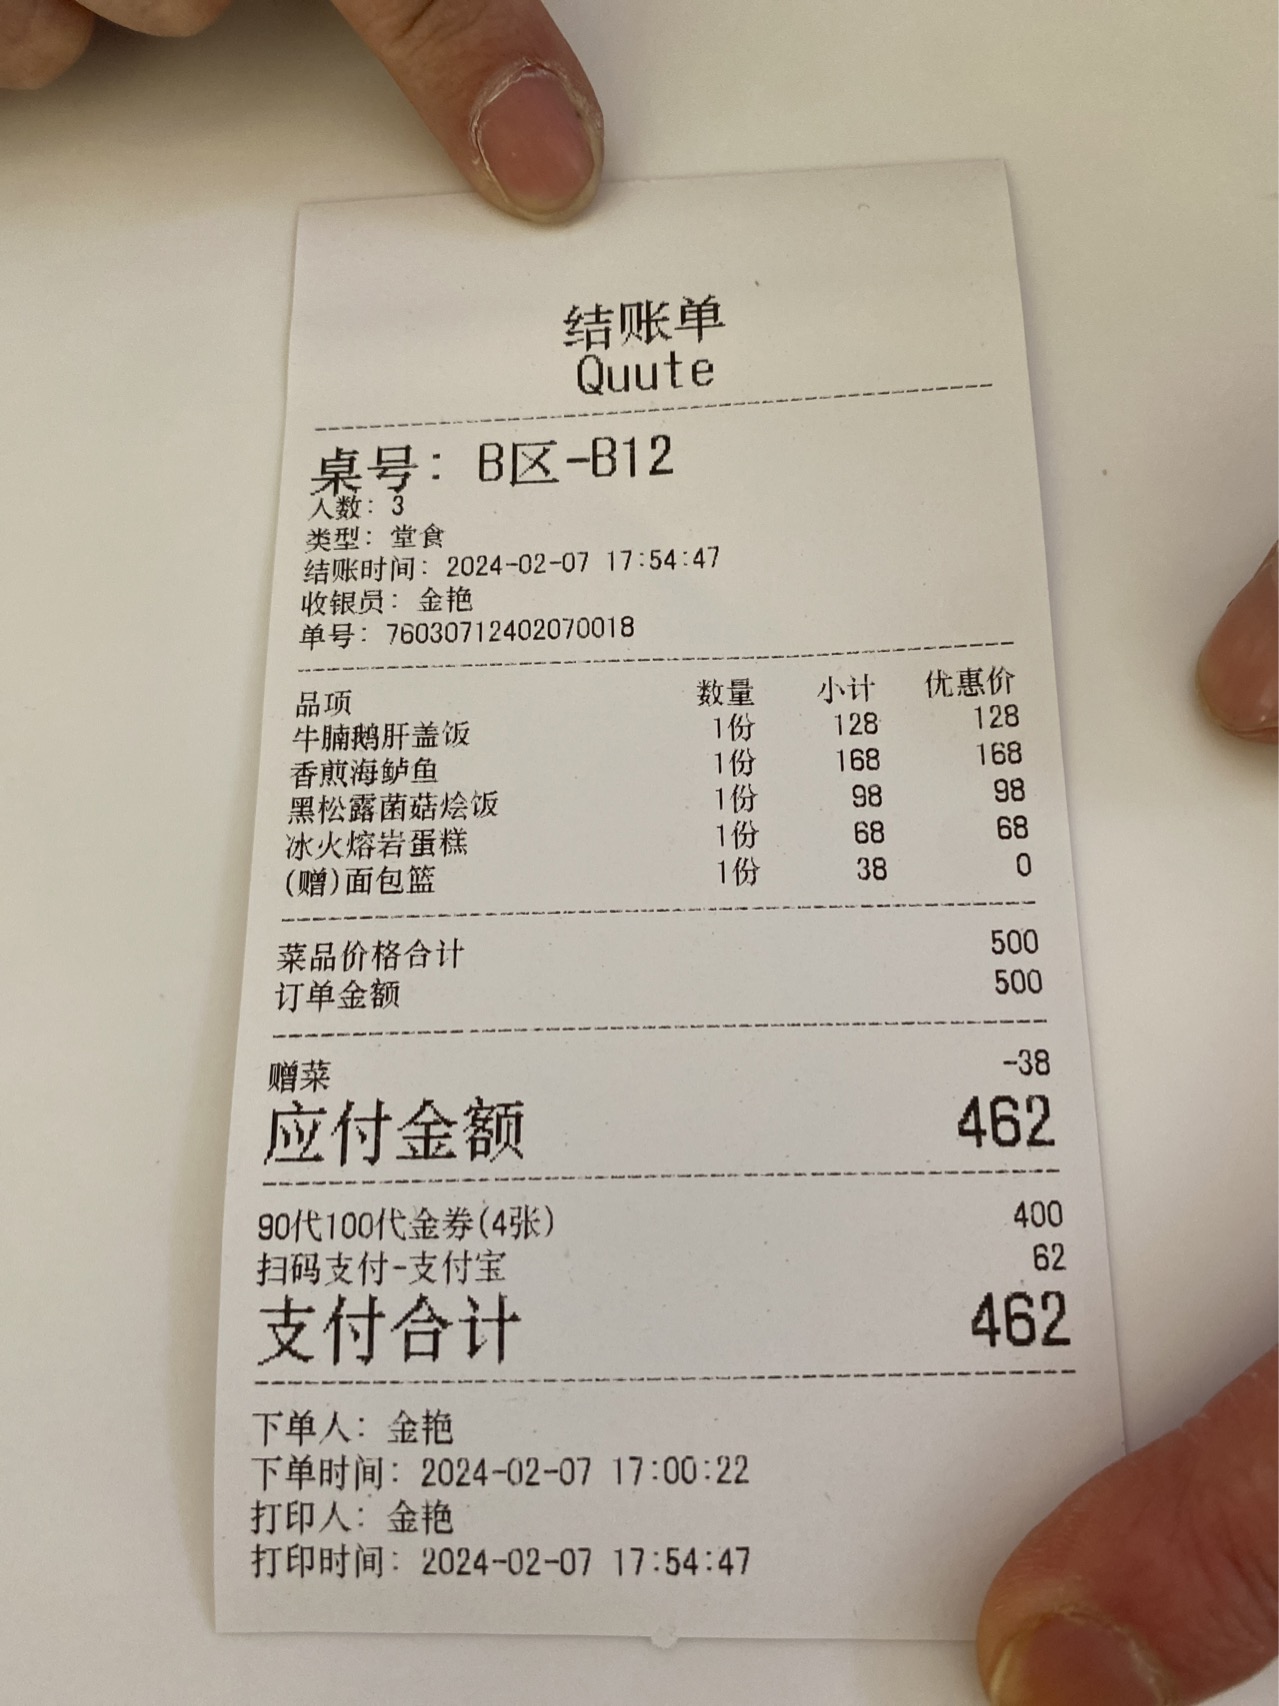 结账单
Quute
桌号: B区-B12
人数: 3
类型: 堂食
结账时间: 2024-02-07 17:54:47
收银员: 金艳
单号: 76030712402070018
品项 数量 小计 优惠价
牛腩鹅肝盖饭 1份 128 128
香煎海鲈鱼 1份 168 168
黑松露菌菇烩饭 1份 98 98
冰火熔岩蛋糕 1份 68 68
(赠)面包篮 1份 38 0
菜品价格合计 500
订单金额 500
赠菜 -38
应付金额 462
90代100代金券(4张) 400
扫码支付-支付宝 62
支付合计 462
下单人: 金艳
下单时间: 2024-02-07 17:00:22
打印人: 金艳
打印时间: 2024-02-07 17:54:47